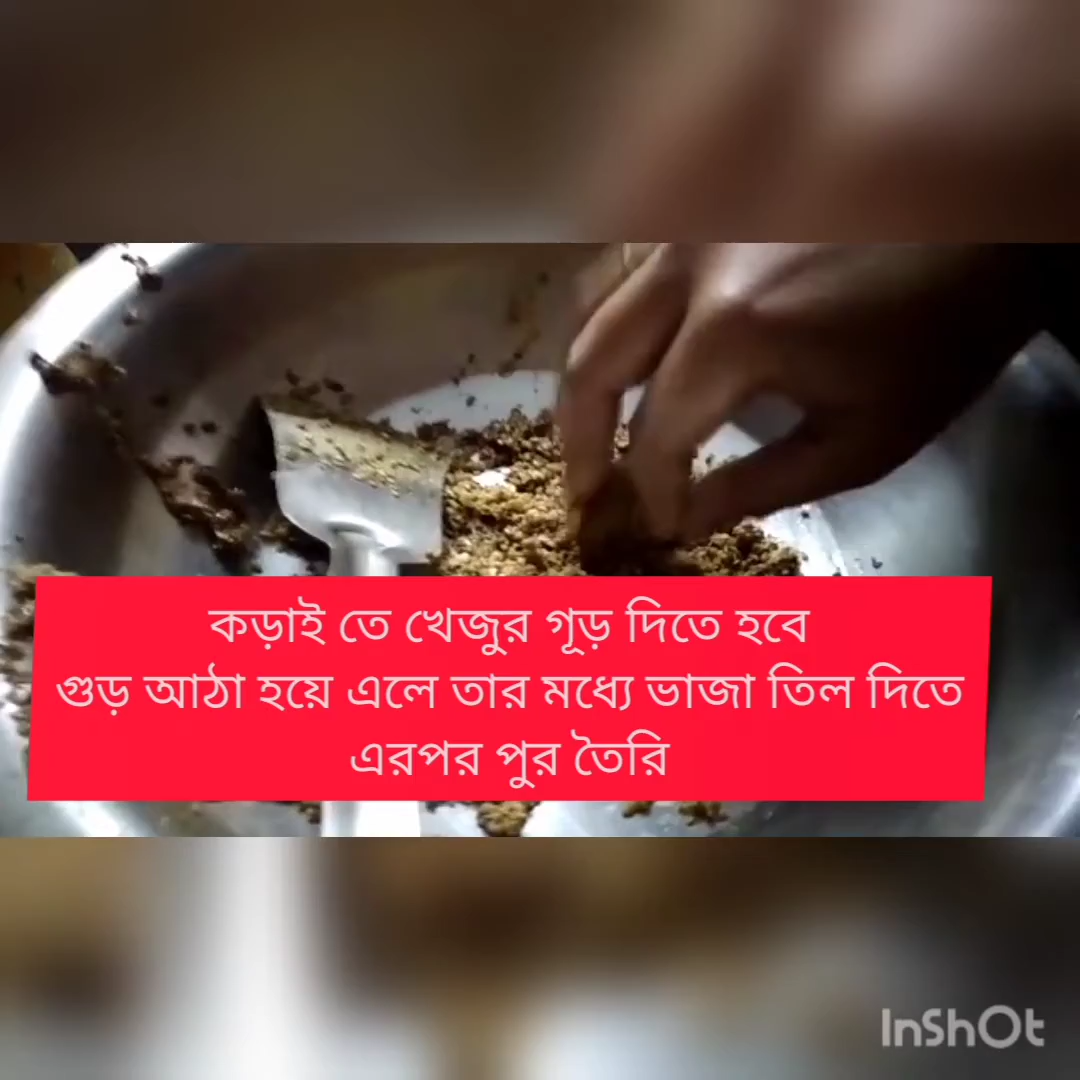 কড়াই তে খেজুর গূড় দিতে হবে
গুড় আঠা হয়ে এলে তার মধ্যে ভাজা তিল দিতে
এরপর পুর তৈরি
InShOt